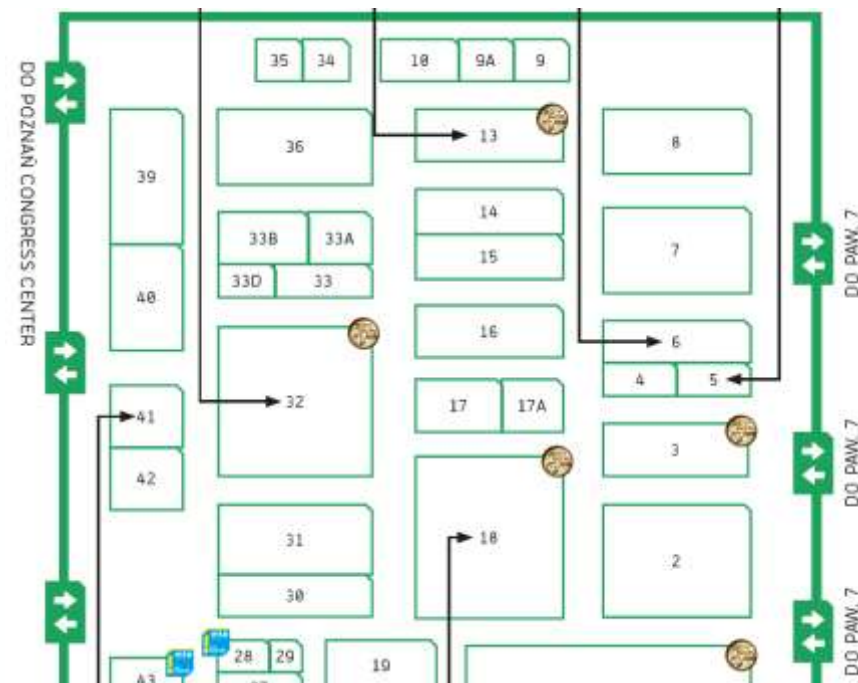 DO POZNAŃ CONGRESS CENTER
35 34 10 9A 9
39 36 13 8
14
33B 33A 15 7
33D 33
40 16 6
4 5
32 17 17A
41
3
42
31 18 2
30
28 29 19
43
DO PAW. 7
DO PAW. 7
DO PAW. 7